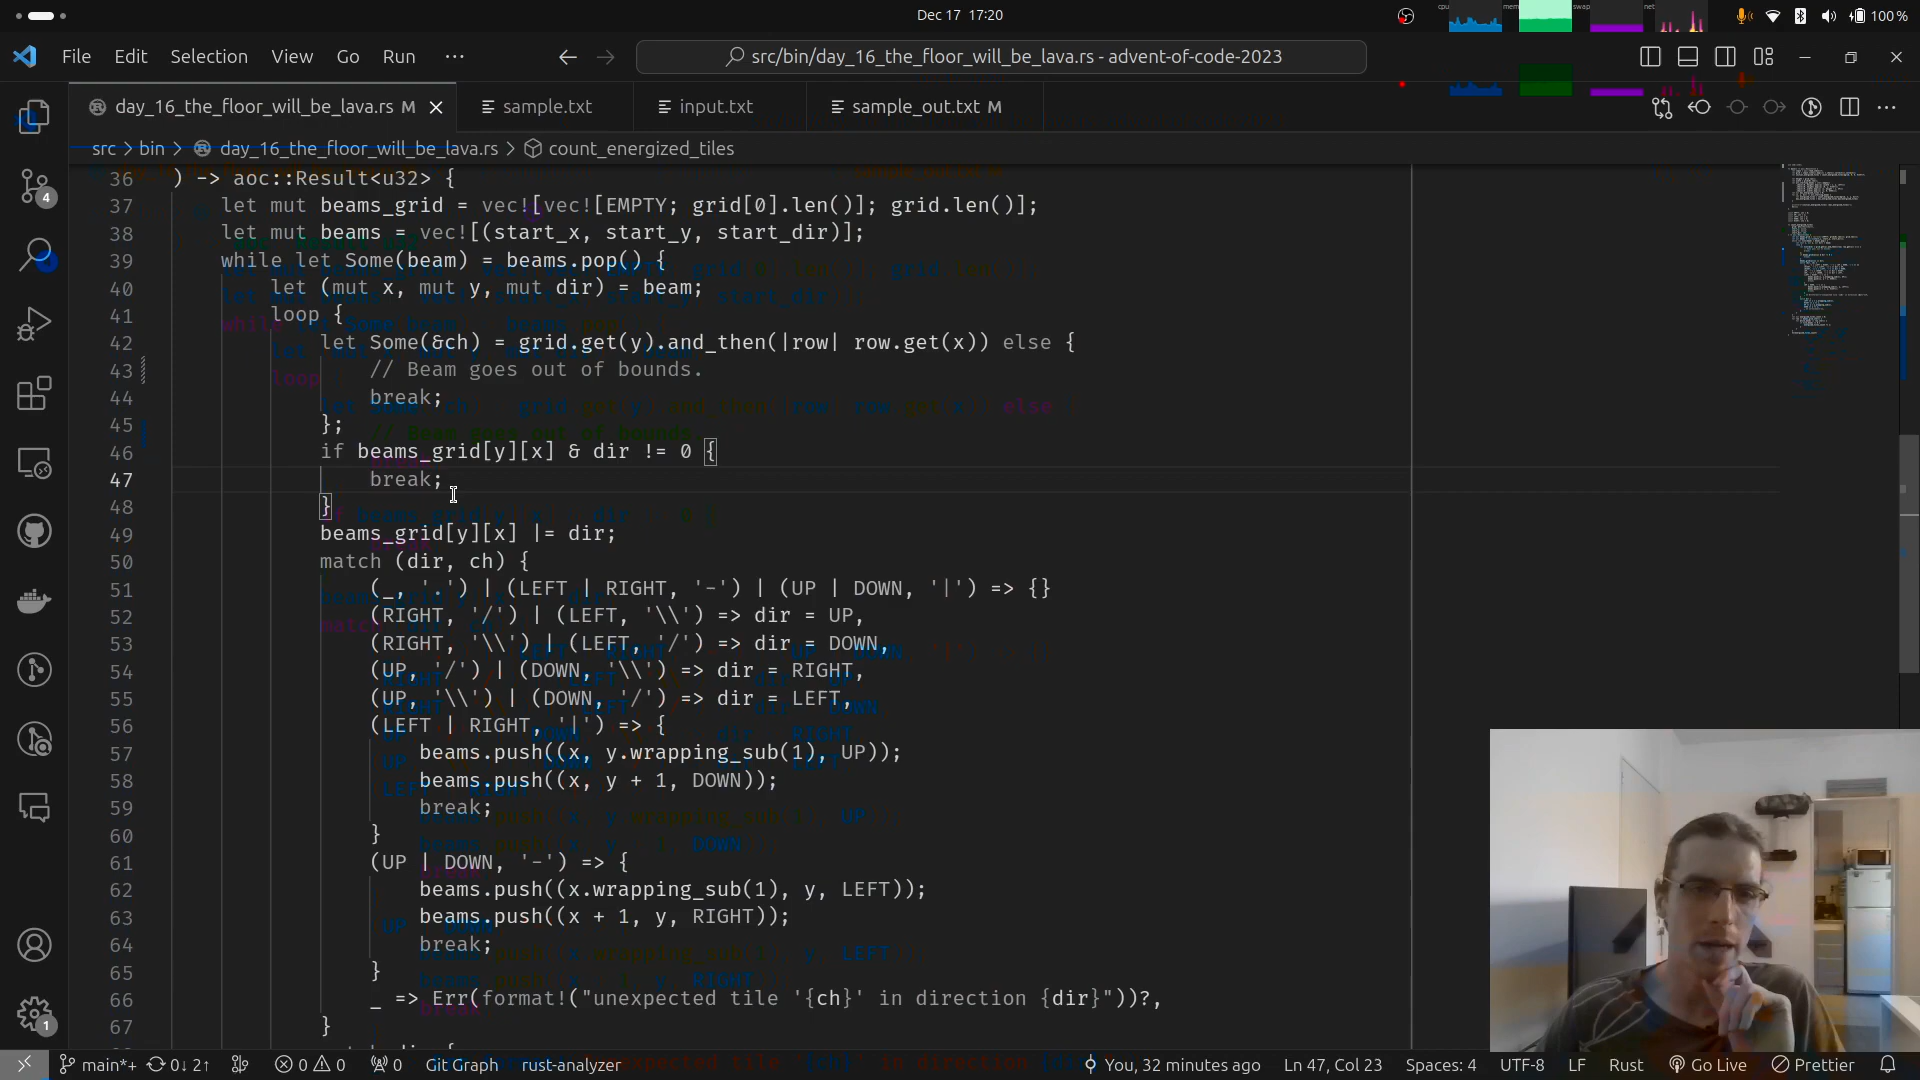 Dec 17 17:20
cpu mem swap net 100 %
File Edit Selection View Go Run ··· src/bin/day_16_the_floor_will_be_lava.rs - advent-of-code-2023
day_16_the_floor_will_be_lava.rs M sample.txt input.txt sample_out.txt M
src > bin > day_16_the_floor_will_be_lava.rs > count_energized_tiles
36 ) -> aoc::Result<u32> {
37 let mut beams_grid = vec![vec![EMPTY; grid[0].len()]; grid.len()];
38 let mut beams = vec![(start_x, start_y, start_dir)];
39 while let Some(beam) = beams.pop() {
40 let (mut x, mut y, mut dir) = beam;
41 loop {
42 let Some(&ch) = grid.get(y).and_then(|row| row.get(x)) else {
43 // Beam goes out of bounds.
44 break;
45 };
46 if beams_grid[y][x] & dir != 0 {
47 break;
48 }
49 beams_grid[y][x] |= dir;
50 match (dir, ch) {
51 (_, '.') | (LEFT | RIGHT, '-') | (UP | DOWN, '|') => {}
52 (RIGHT, '/') | (LEFT, '\\') => dir = UP,
53 (RIGHT, '\\') | (LEFT, '/') => dir = DOWN,
54 (UP, '/') | (DOWN, '\\') => dir = RIGHT,
55 (UP, '\\') | (DOWN, '/') => dir = LEFT,
56 (LEFT | RIGHT, '|') => {
57 beams.push((x, y.wrapping_sub(1), UP));
58 beams.push((x, y + 1, DOWN));
59 break;
60 }
61 (UP | DOWN, '-') => {
62 beams.push((x.wrapping_sub(1), y, LEFT));
63 beams.push((x + 1, y, RIGHT));
64 break;
65 }
66 _ => Err(format!("unexpected tile '{ch}' in direction {dir}"))?,
67 }
4
1
main*+ 0↓ 2↑ 0 0 0 Git Graph rust-analyzer You, 32 minutes ago Ln 47, Col 23 Spaces: 4 UTF-8 LF Rust Go Live Prettier